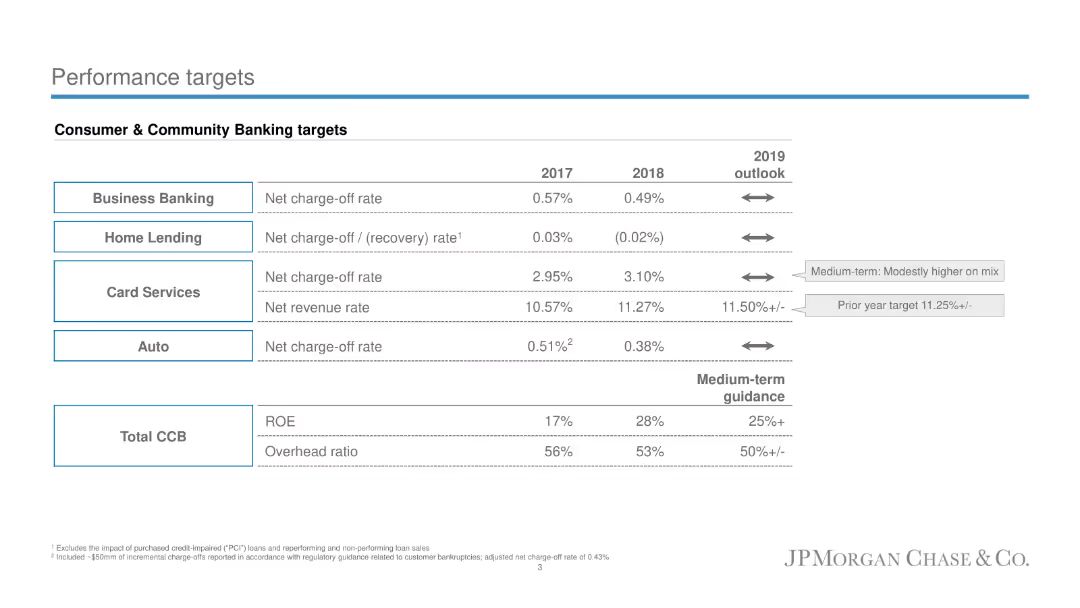 Performance targets
Consumer & Community Banking targets
2017 2018 2019 outlook
Business Banking Net charge-off rate 0.57% 0.49%
Home Lending Net charge-off / (recovery) rate¹ 0.03% (0.02%)
Card Services
Net charge-off rate 2.95% 3.10% Medium-term: Modestly higher on mix
Net revenue rate 10.57% 11.27% 11.50%+/- Prior year target 11.25%+/-
Auto Net charge-off rate 0.51%² 0.38%
Medium-term
guidance
Total CCB
ROE 17% 28% 25%+
Overhead ratio 56% 53% 50%+/-
¹ Excludes the impact of purchased credit-impaired ("PCI") loans and reperforming and non-performing loan sales
² Included ~$50mm of incremental charge-offs reported in accordance with regulatory guidance related to customer bankruptcies; adjusted net charge-off rate of 0.43%
3
JPMORGAN CHASE & CO.